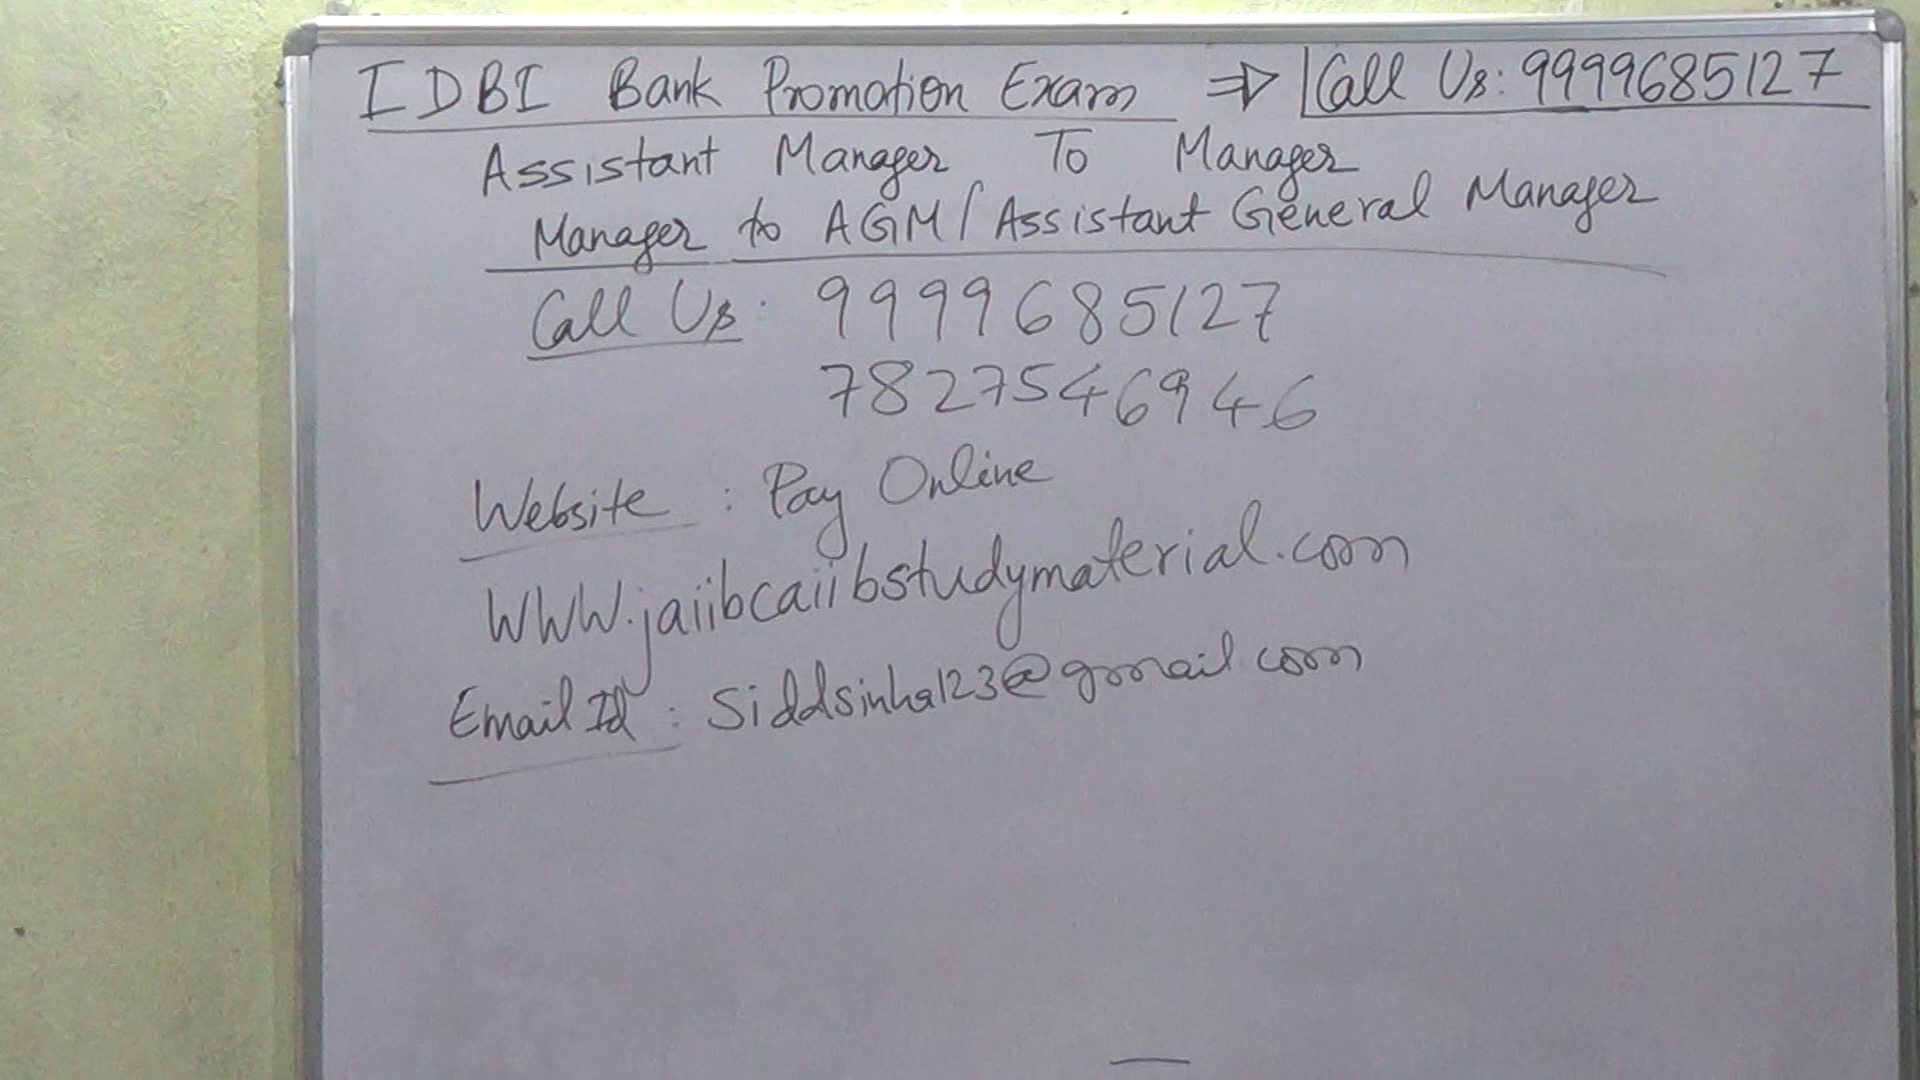 IDBI Bank Promotion Exam ⇒ Call Us: 9999685127
Assistant Manager To Manager
Manager to AGM/Assistant General Manager
Call Us: 9999685127
7827546946
Website : Pay Online
WWW.jaiibcaiibstudymaterial.com
Email Id : Siddsinha123@gmail.com